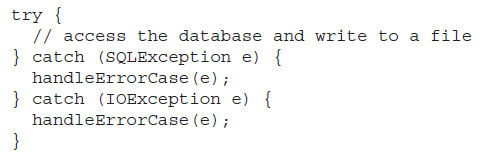 try {
  // access the database and write to a file
} catch (SQLException e) {
  handleErrorCase(e);
} catch (IOException e) {
  handleErrorCase(e);
}